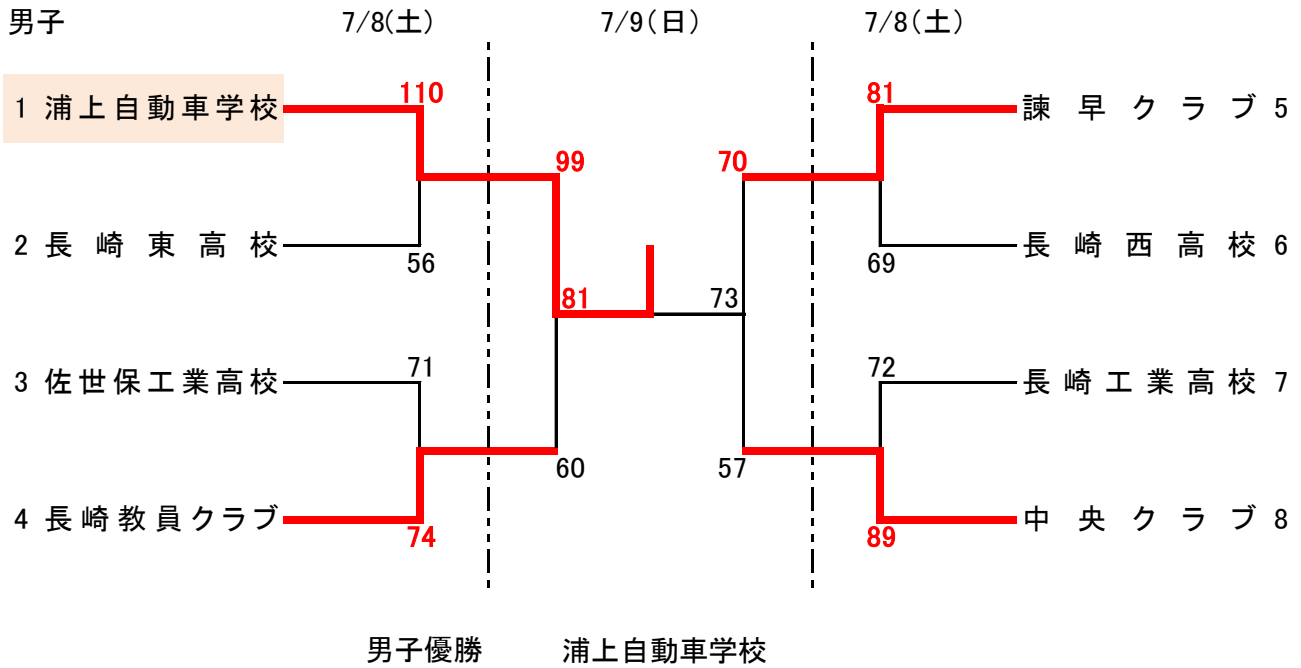 男子 7/8(土) 7/9(日) 7/8(土)
110 81
1 浦上自動車学校 諫早クラブ 5
99 70
2 長崎東高校 長崎西高校 6
56 69
81 73
71 72
3 佐世保工業高校 長崎工業高校 7
60 57
4 長崎教員クラブ 中央クラブ 8
74 89
男子優勝 浦上自動車学校